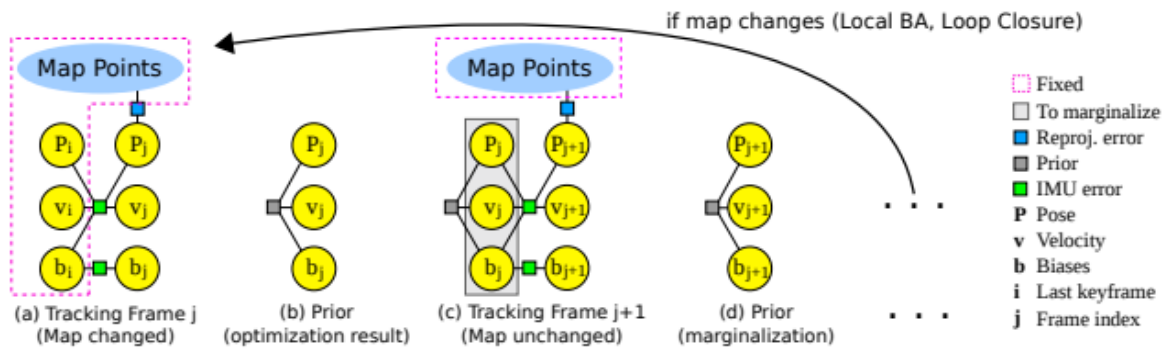 if map changes (Local BA, Loop Closure)
Map Points
Pi
Pj
vi
vj
bi
bj
(a) Tracking Frame j
(Map changed)
Pj
vj
bj
(b) Prior
(optimization result)
Map Points
Pj
Pj+1
vj
vj+1
bj
bj+1
(c) Tracking Frame j+1
(Map unchanged)
Pj+1
vj+1
bj+1
(d) Prior
(marginalization)
. . .
. . .
Fixed
To marginalize
Reproj. error
Prior
IMU error
P Pose
v Velocity
b Biases
i Last keyframe
j Frame index